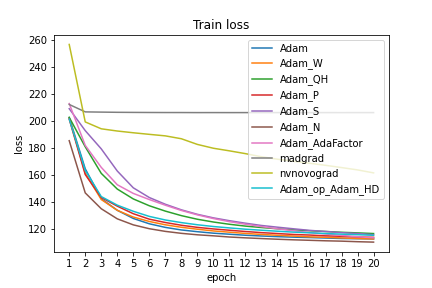 Train loss
260
240
220
200
180
160
140
120
loss
Adam
Adam_W
Adam_QH
Adam_P
Adam_S
Adam_N
Adam_AdaFactor
madgrad
nvnovograd
Adam_op_Adam_HD
1 2 3 4 5 6 7 8 9 10 11 12 13 14 15 16 17 18 19 20
epoch